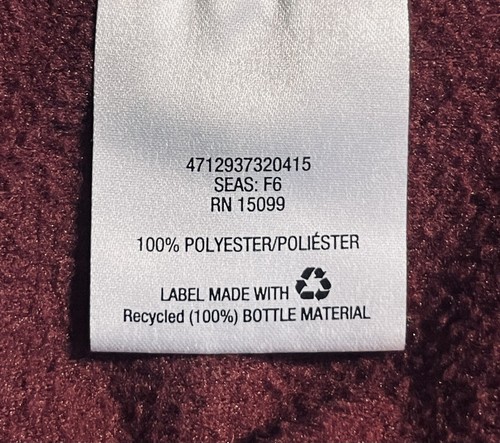 4712937320415
SEAS: F6
RN 15099
100% POLYESTER/POLIÉSTER
LABEL MADE WITH
Recycled (100%) BOTTLE MATERIAL